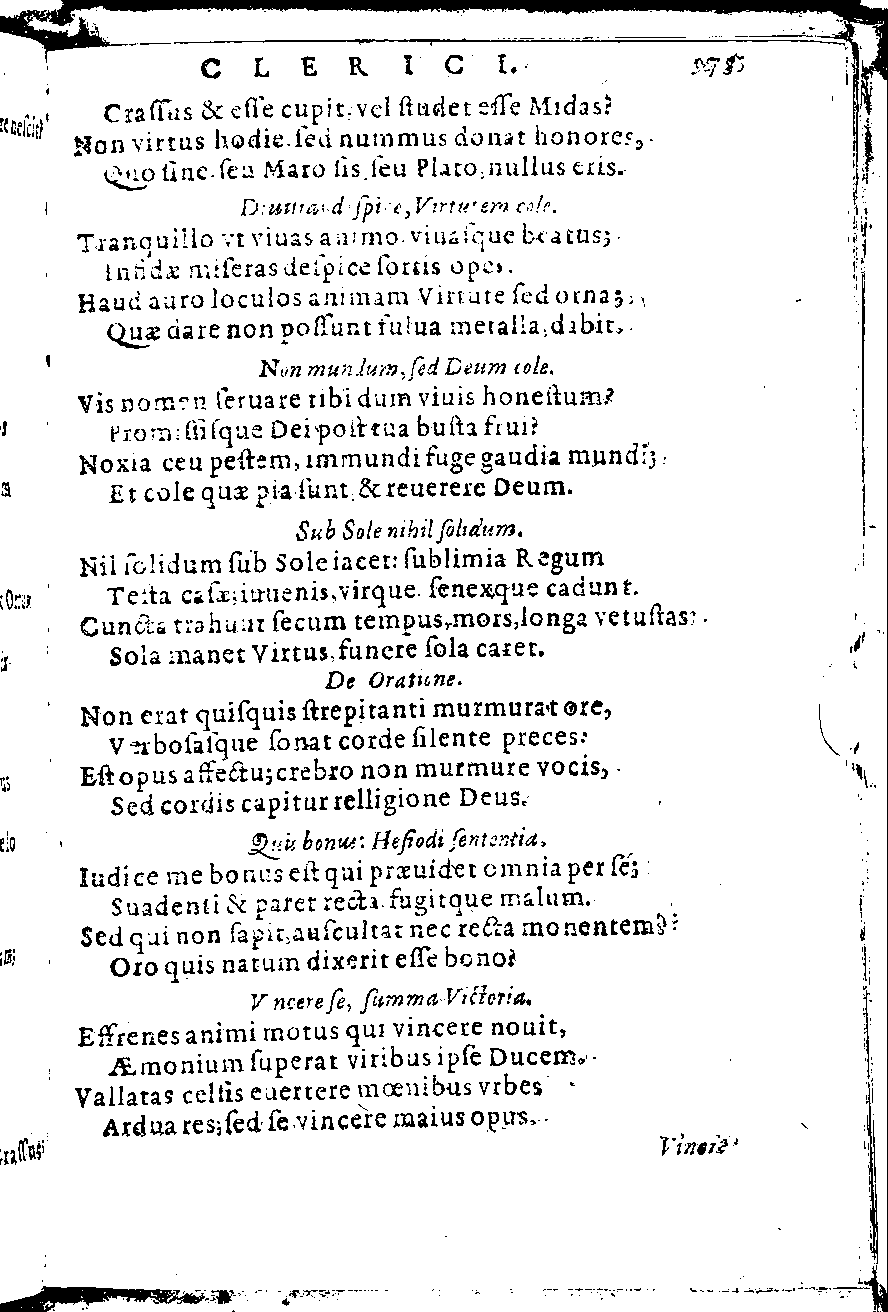 CLERICI.
Craſſus & eſſe cupit, vel ſtudet eſſe Midas?
Non virtus hodie, ſed nummus donat honores,
Quo ſine, ſeu Maro ſis, ſeu Plato, nullus eris.
Diuitias deſpice, Virtutem cole.
Tranquillo vt viuas animo, viuaſque beatus;
Infidæ miſeras deſpice ſortis opes.
Haud auro loculos animam Virtute ſed orna;
Quæ dare non poſſunt fulua metalla, dabit.
Non mundum, ſed Deum cole.
Vis nomen ſeruare tibi dum viuis honeſtum?
Promiſſiſque Dei poſt tua buſta frui?
Noxia ceu peſtem, immundi fuge gaudia mundi;
Et cole quæ pia ſunt, & reuerere Deum.
Sub Sole nihil ſolidum.
Nil ſolidum ſub Sole iacet: ſublimia Regum
Tecta caſæ, iuuenis, virque, ſenexque cadunt.
Cuncta trahunt ſecum tempus, mors, longa vetuſtas:
Sola manet Virtus, funere ſola caret.
De Oratione.
Non orat quiſquis ſtrepitanti murmurat ore,
Verboſaſque ſonat corde ſilente preces:
Eſt opus affectu; crebro non murmure vocis,
Sed cordis capitur relligione Deus.
Quis bonus: Heſiodi ſententia.
Iudice me bonus eſt qui præuidet omnia per ſe;
Suadenti & paret recta, fugitque malum.
Sed qui non ſapit, auſcultat nec recta monentem?
Oro quis natum dixerit eſſe bono?
Vincere ſe, ſumma Victoria.
Effrenes animi motus qui vincere nouit,
Æmonium ſuperat viribus ipſe Ducem.
Vallatas celſis euertere mœnibus vrbes
Ardua res; ſed ſe vincere maius opus.
Vincis